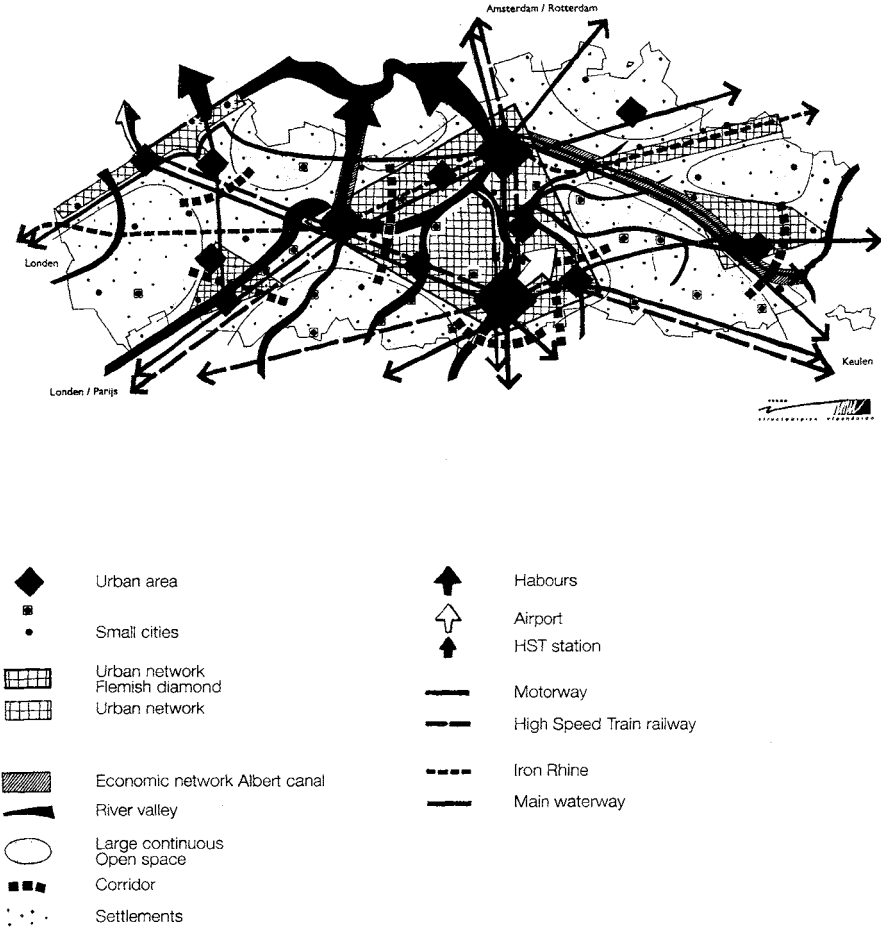 Amsterdam / Rotterdam
Londen
Londen / Parijs
Keulen
structuurplan vlaanderen
Urban area
Small cities
Urban network
Flemish diamond
Urban network
Economic network Albert canal
River valley
Large continuous
Open space
Corridor
Settlements
Habours
Airport
HST station
Motorway
High Speed Train railway
Iron Rhine
Main waterway